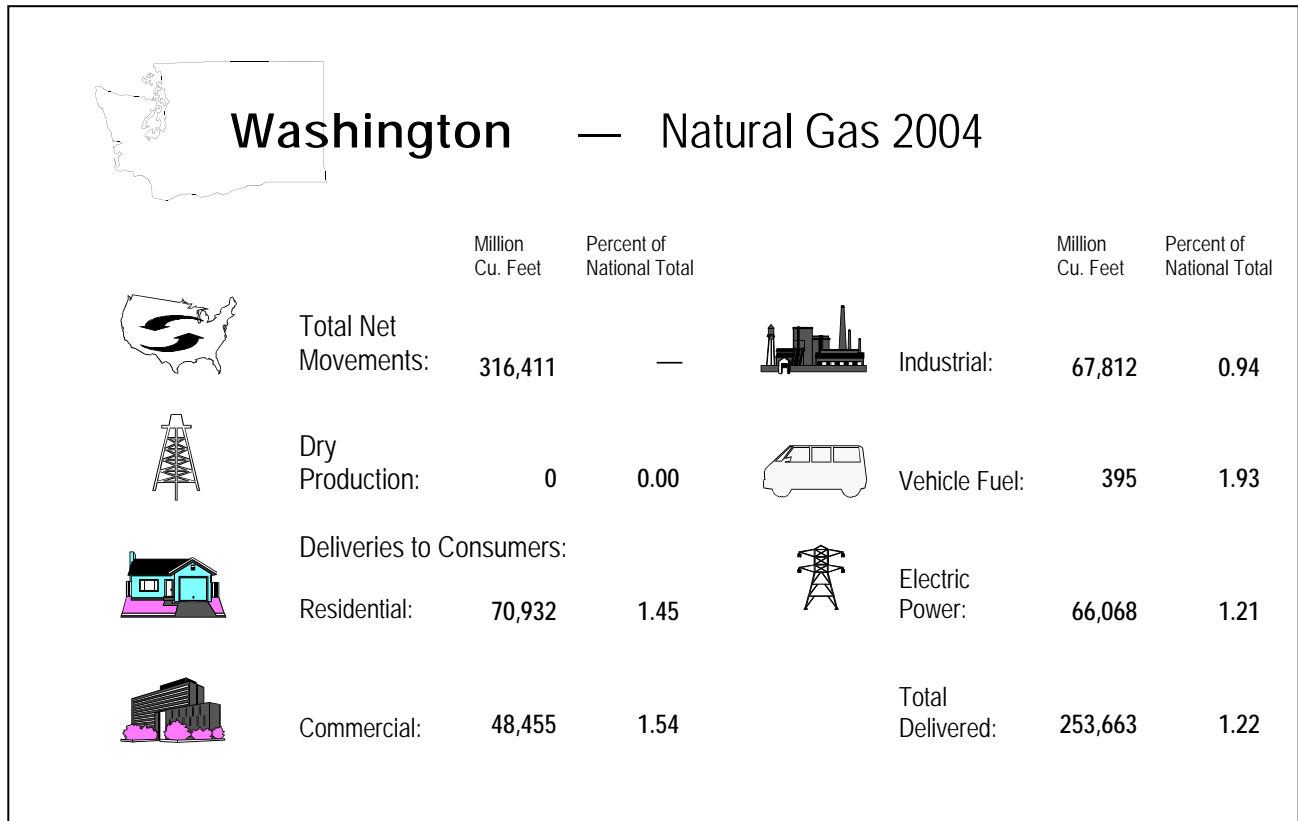 Washington — Natural Gas 2004
Million Cu. Feet
Percent of National Total
Total Net Movements: 316,411 —
Dry Production: 0 0.00
Deliveries to Consumers:
Residential: 70,932 1.45
Commercial: 48,455 1.54
Million Cu. Feet
Percent of National Total
Industrial: 67,812 0.94
Vehicle Fuel: 395 1.93
Electric Power: 66,068 1.21
Total Delivered: 253,663 1.22